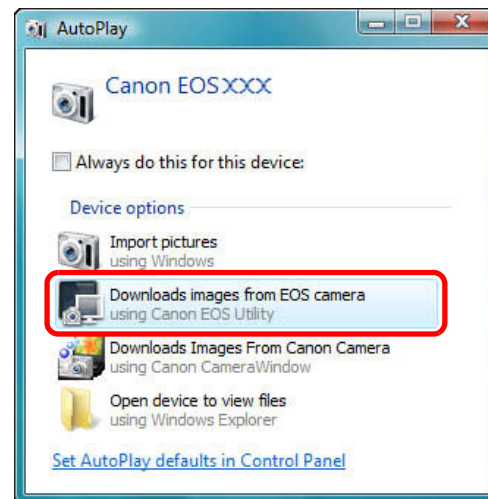 AutoPlay
Canon EOSXXX
Always do this for this device:
Device options
Import pictures
using Windows
Downloads images from EOS camera
using Canon EOS Utility
Downloads Images From Canon Camera
using Canon CameraWindow
Open device to view files
using Windows Explorer
Set AutoPlay defaults in Control Panel